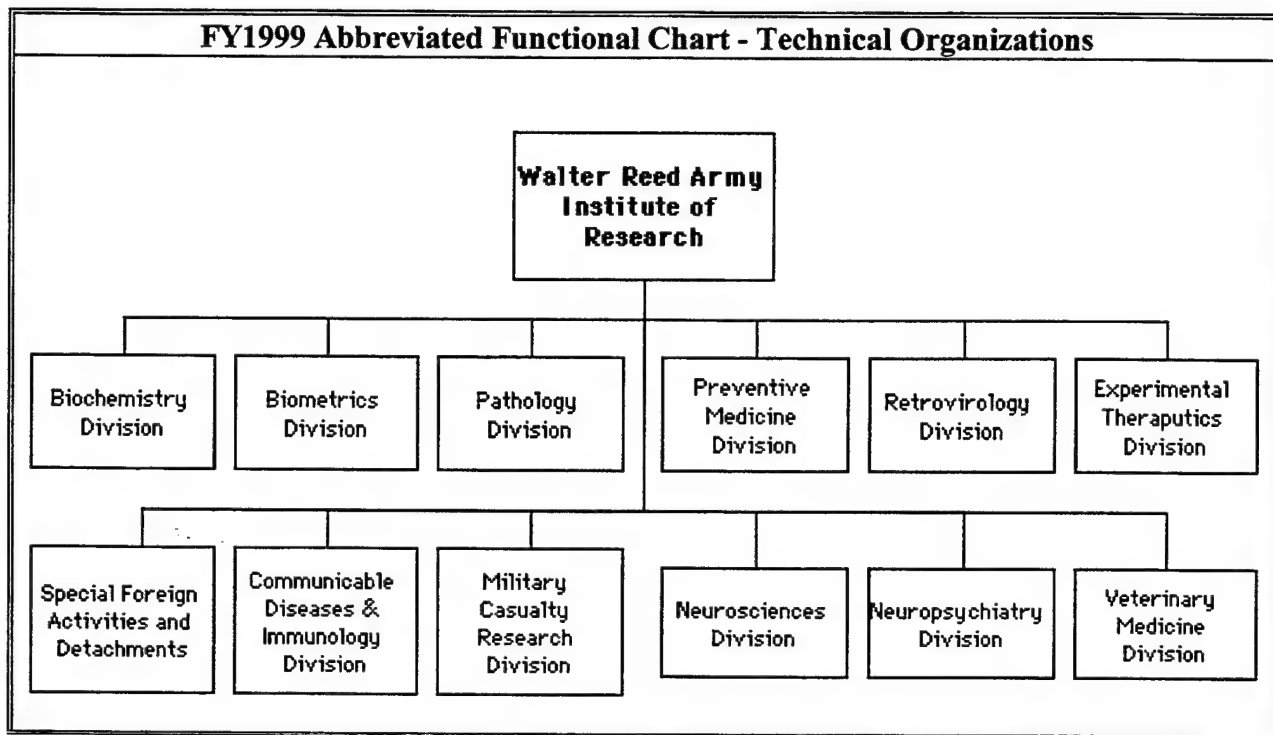 FY1999 Abbreviated Functional Chart - Technical Organizations
Walter Reed Army
Institute of
Research
Biochemistry
Division
Biometrics
Division
Pathology
Division
Preventive
Medicine
Division
Retrovirology
Division
Experimental
Theraputics
Division
Special Foreign
Activities and
Detachments
Communicable
Diseases &
Immunology
Division
Military
Casualty
Research
Division
Neurosciences
Division
Neuropsychiatry
Division
Veterinary
Medicine
Division